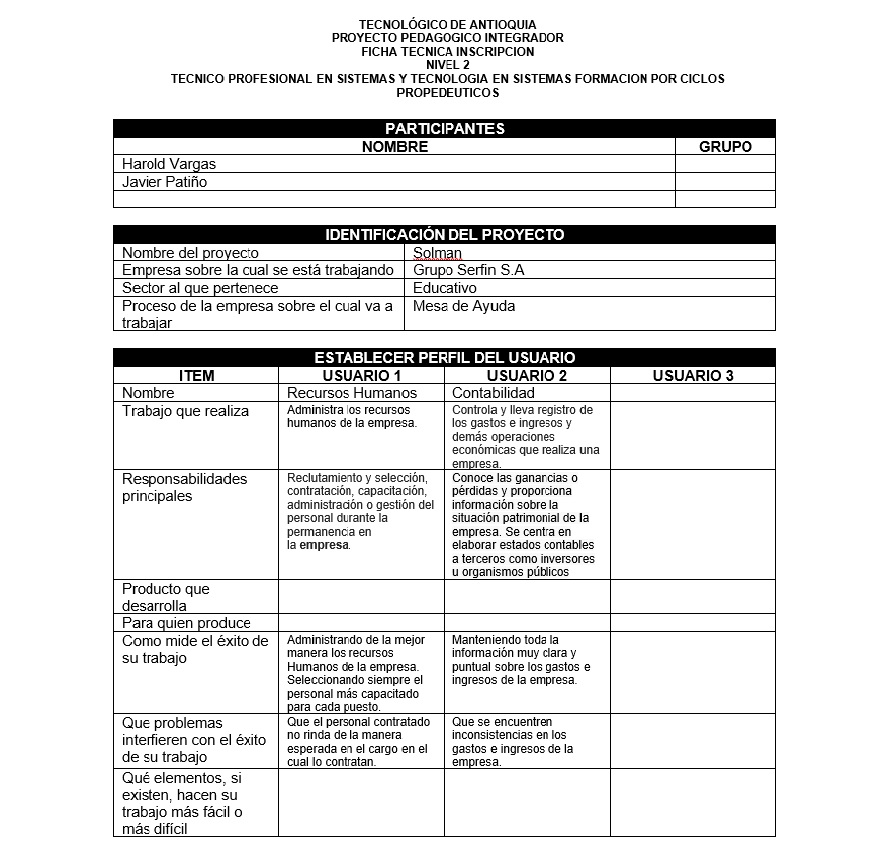 TECNOLÓGICO DE ANTIOQUIA
PROYECTO PEDAGOGICO INTEGRADOR
FICHA TECNICA INSCRIPCION
NIVEL 2
TECNICO PROFESIONAL EN SISTEMAS Y TECNOLOGIA EN SISTEMAS FORMACION POR CICLOS
PROPEDEUTICOS
PARTICIPANTES
NOMBRE GRUPO
Harold Vargas
Javier Patiño
IDENTIFICACIÓN DEL PROYECTO
Nombre del proyecto Solman
Empresa sobre la cual se está trabajando Grupo Serfin S.A
Sector al que pertenece Educativo
Proceso de la empresa sobre el cual va a
trabajar
Mesa de Ayuda
ESTABLECER PERFIL DEL USUARIO
ITEM USUARIO 1 USUARIO 2 USUARIO 3
Nombre Recursos Humanos Contabilidad
Trabajo que realiza
Administra los recursos
humanos de la empresa.
Controla y lleva registro de
los gastos e ingresos y
demás operaciones
económicas que realiza una
empresa.
Responsabilidades
principales
Reclutamiento y selección,
contratación, capacitación,
administración o gestión del
personal durante la
permanencia en
la empresa.
Conoce las ganancias o
pérdidas y proporciona
información sobre la
situación patrimonial de la
empresa. Se centra en
elaborar estados contables
a terceros como inversores
u organismos públicos
Producto que
desarrolla
Para quien produce
Como mide el éxito de
su trabajo
Administrando de la mejor
manera los recursos
Humanos de la empresa.
Seleccionando siempre el
personal más capacitado
para cada puesto.
Manteniendo toda la
información muy clara y
puntual sobre los gastos e
ingresos de la empresa.
Que problemas
interfieren con el éxito
de su trabajo
Que el personal contratado
no rinda de la manera
esperada en el cargo en el
cual lo contratan.
Que se encuentren
inconsistencias en los
gastos e ingresos de la
empresa.
Qué elementos, si
existen, hacen su
trabajo más fácil o
más difícil